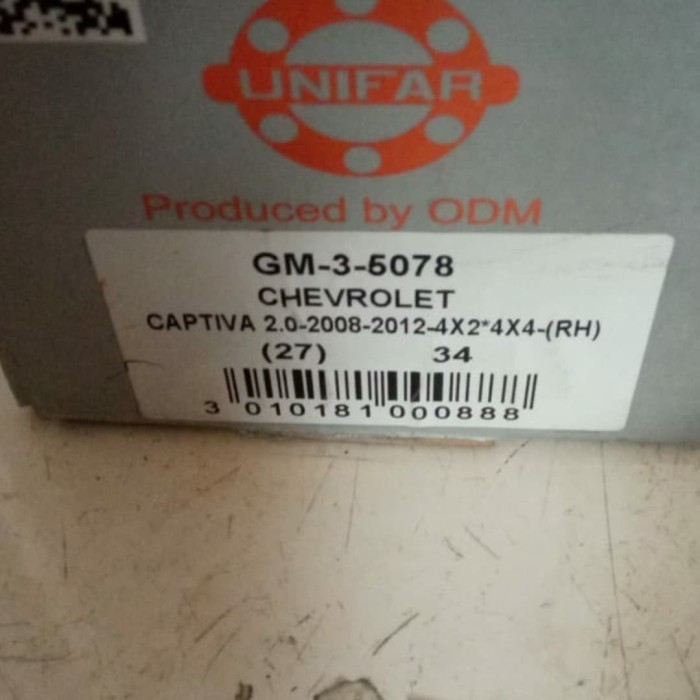 UNIFAR
Produced by ODM
GM-3-5078
CHEVROLET
CAPTIVA 2.0-2008-2012-4X2*4X4-(RH)
(27) 34
3 010181 000888